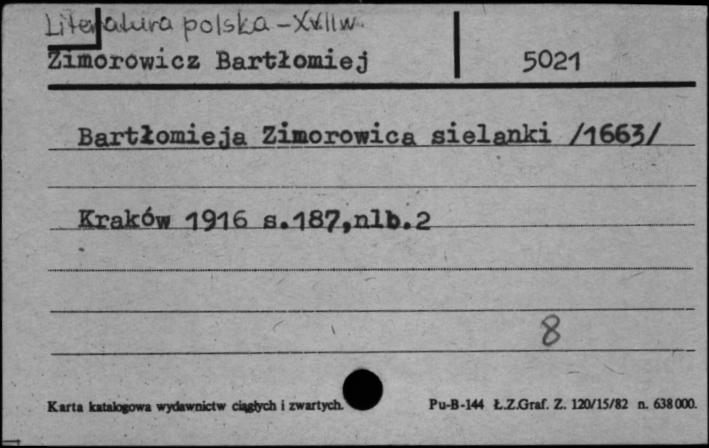 Literatura polska - XVII w.
Zimorowicz Bartłomiej 5021
Bartłomieja Zimorowica sielanki /1663/
Kraków 1916 s.187,nlb.2
8
Karta katalogowa wydawnictw ciągłych i zwartych. Pu-B-144 Ł.Z.Graf. Z. 120/15/82 n. 638 000.